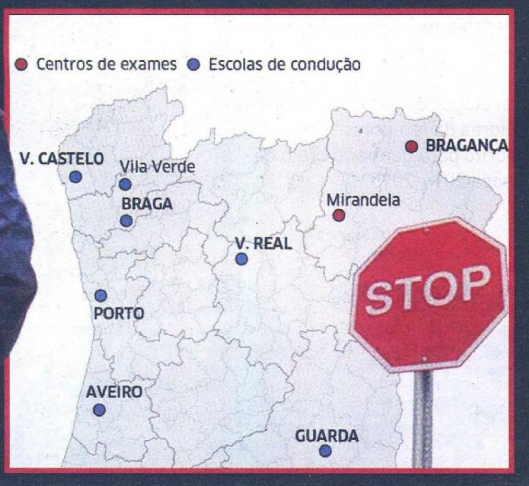 Centros de exames
Escolas de condução
BRAGANÇA
V. CASTELO
Vila Verde
Mirandela
BRAGA
V. REAL
STOP
PORTO
AVEIRO
GUARDA